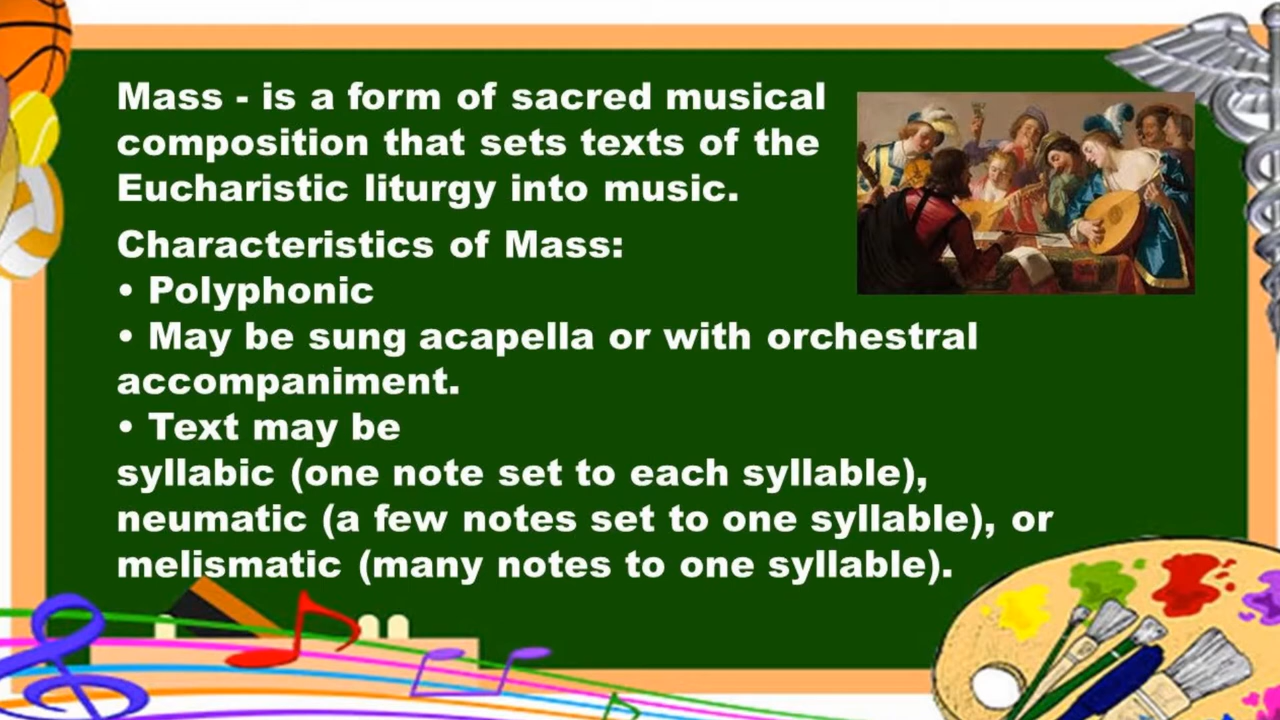 Mass - is a form of sacred musical
composition that sets texts of the
Eucharistic liturgy into music.
Characteristics of Mass:
• Polyphonic
• May be sung acapella or with orchestral
accompaniment.
• Text may be
syllabic (one note set to each syllable),
neumatic (a few notes set to one syllable), or
melismatic (many notes to one syllable).